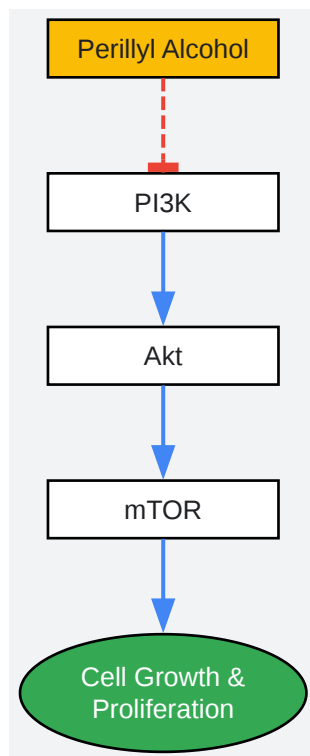 Perillyl Alcohol
PI3K
Akt
mTOR
Cell Growth &
Proliferation